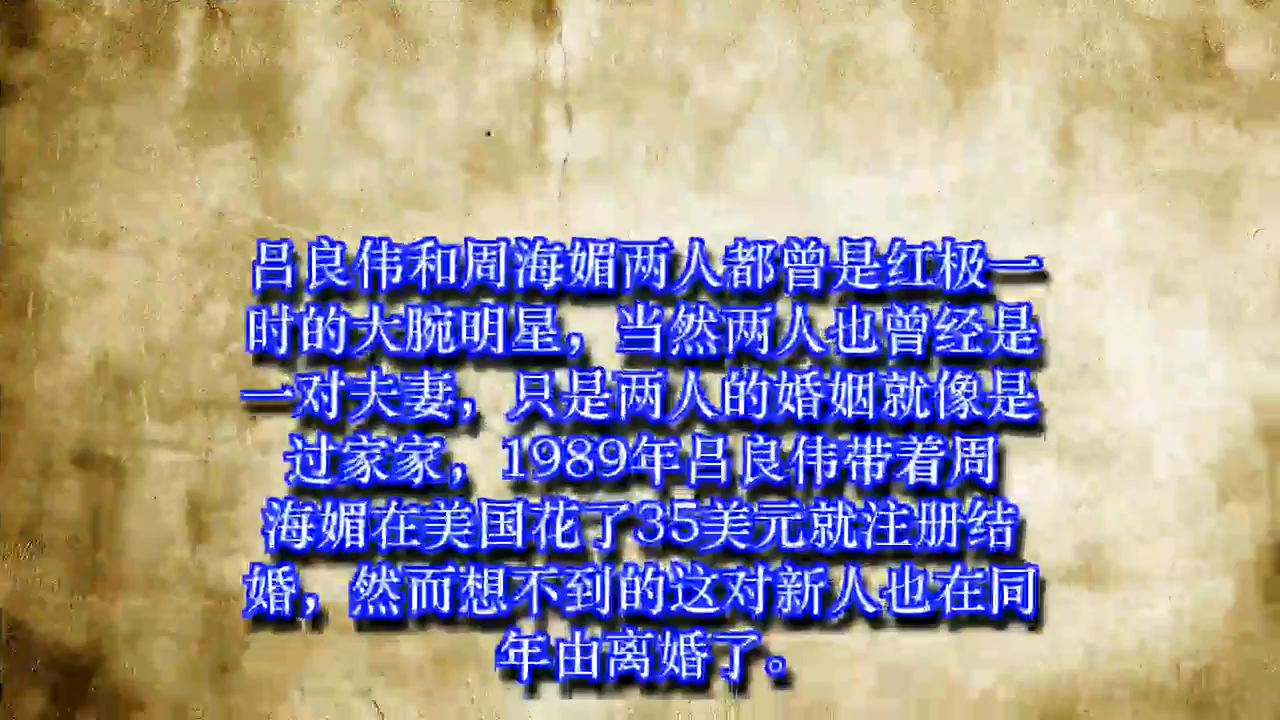 吕良伟和周海媚两人都曾是红极一
时的大腕明星，当然两人也曾经是
一对夫妻，只是两人的婚姻就像是
过家家，1989年吕良伟带着周
海媚在美国花了35美元就注册结
婚，然而想不到的这对新人也在同
年由离婚了。